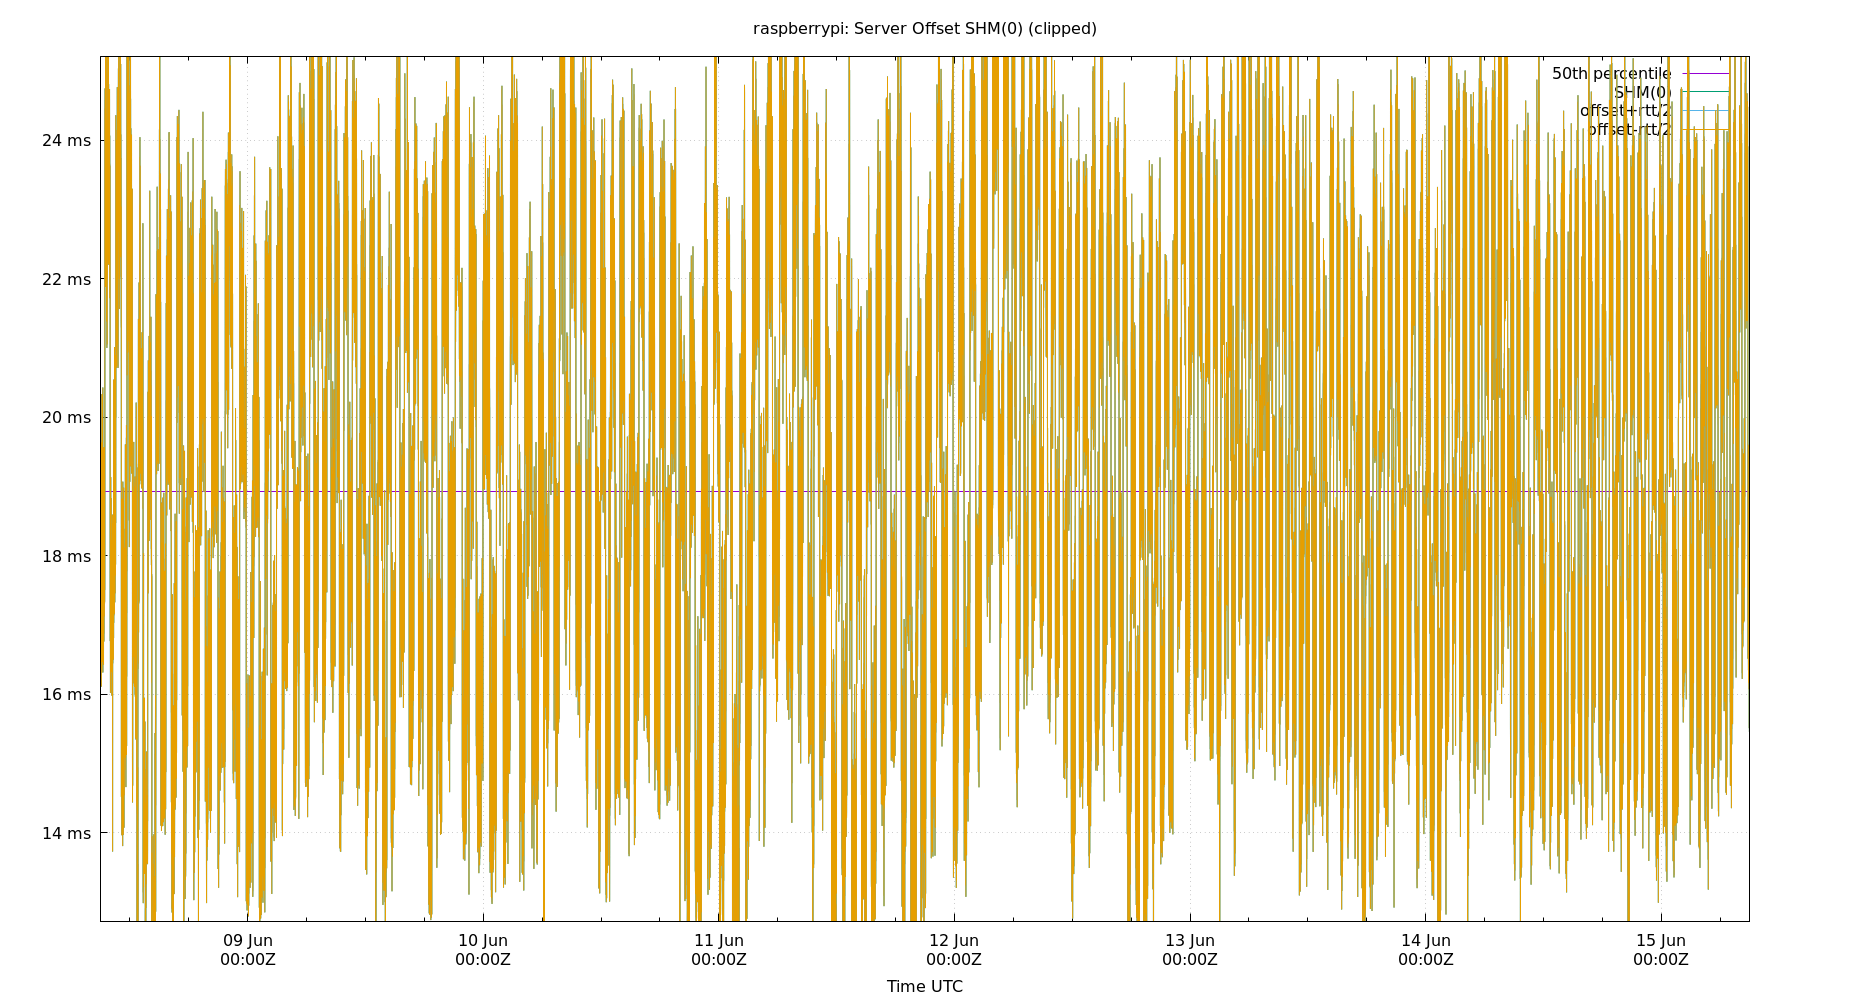 raspberrypi: Server Offset SHM(0) (clipped)
50th percentile
SHM(0)
offset+rtt/2
offset-rtt/2
24 ms
22 ms
20 ms
18 ms
16 ms
14 ms
09 Jun
00:00Z
10 Jun
00:00Z
11 Jun
00:00Z
12 Jun
00:00Z
13 Jun
00:00Z
14 Jun
00:00Z
15 Jun
00:00Z
Time UTC